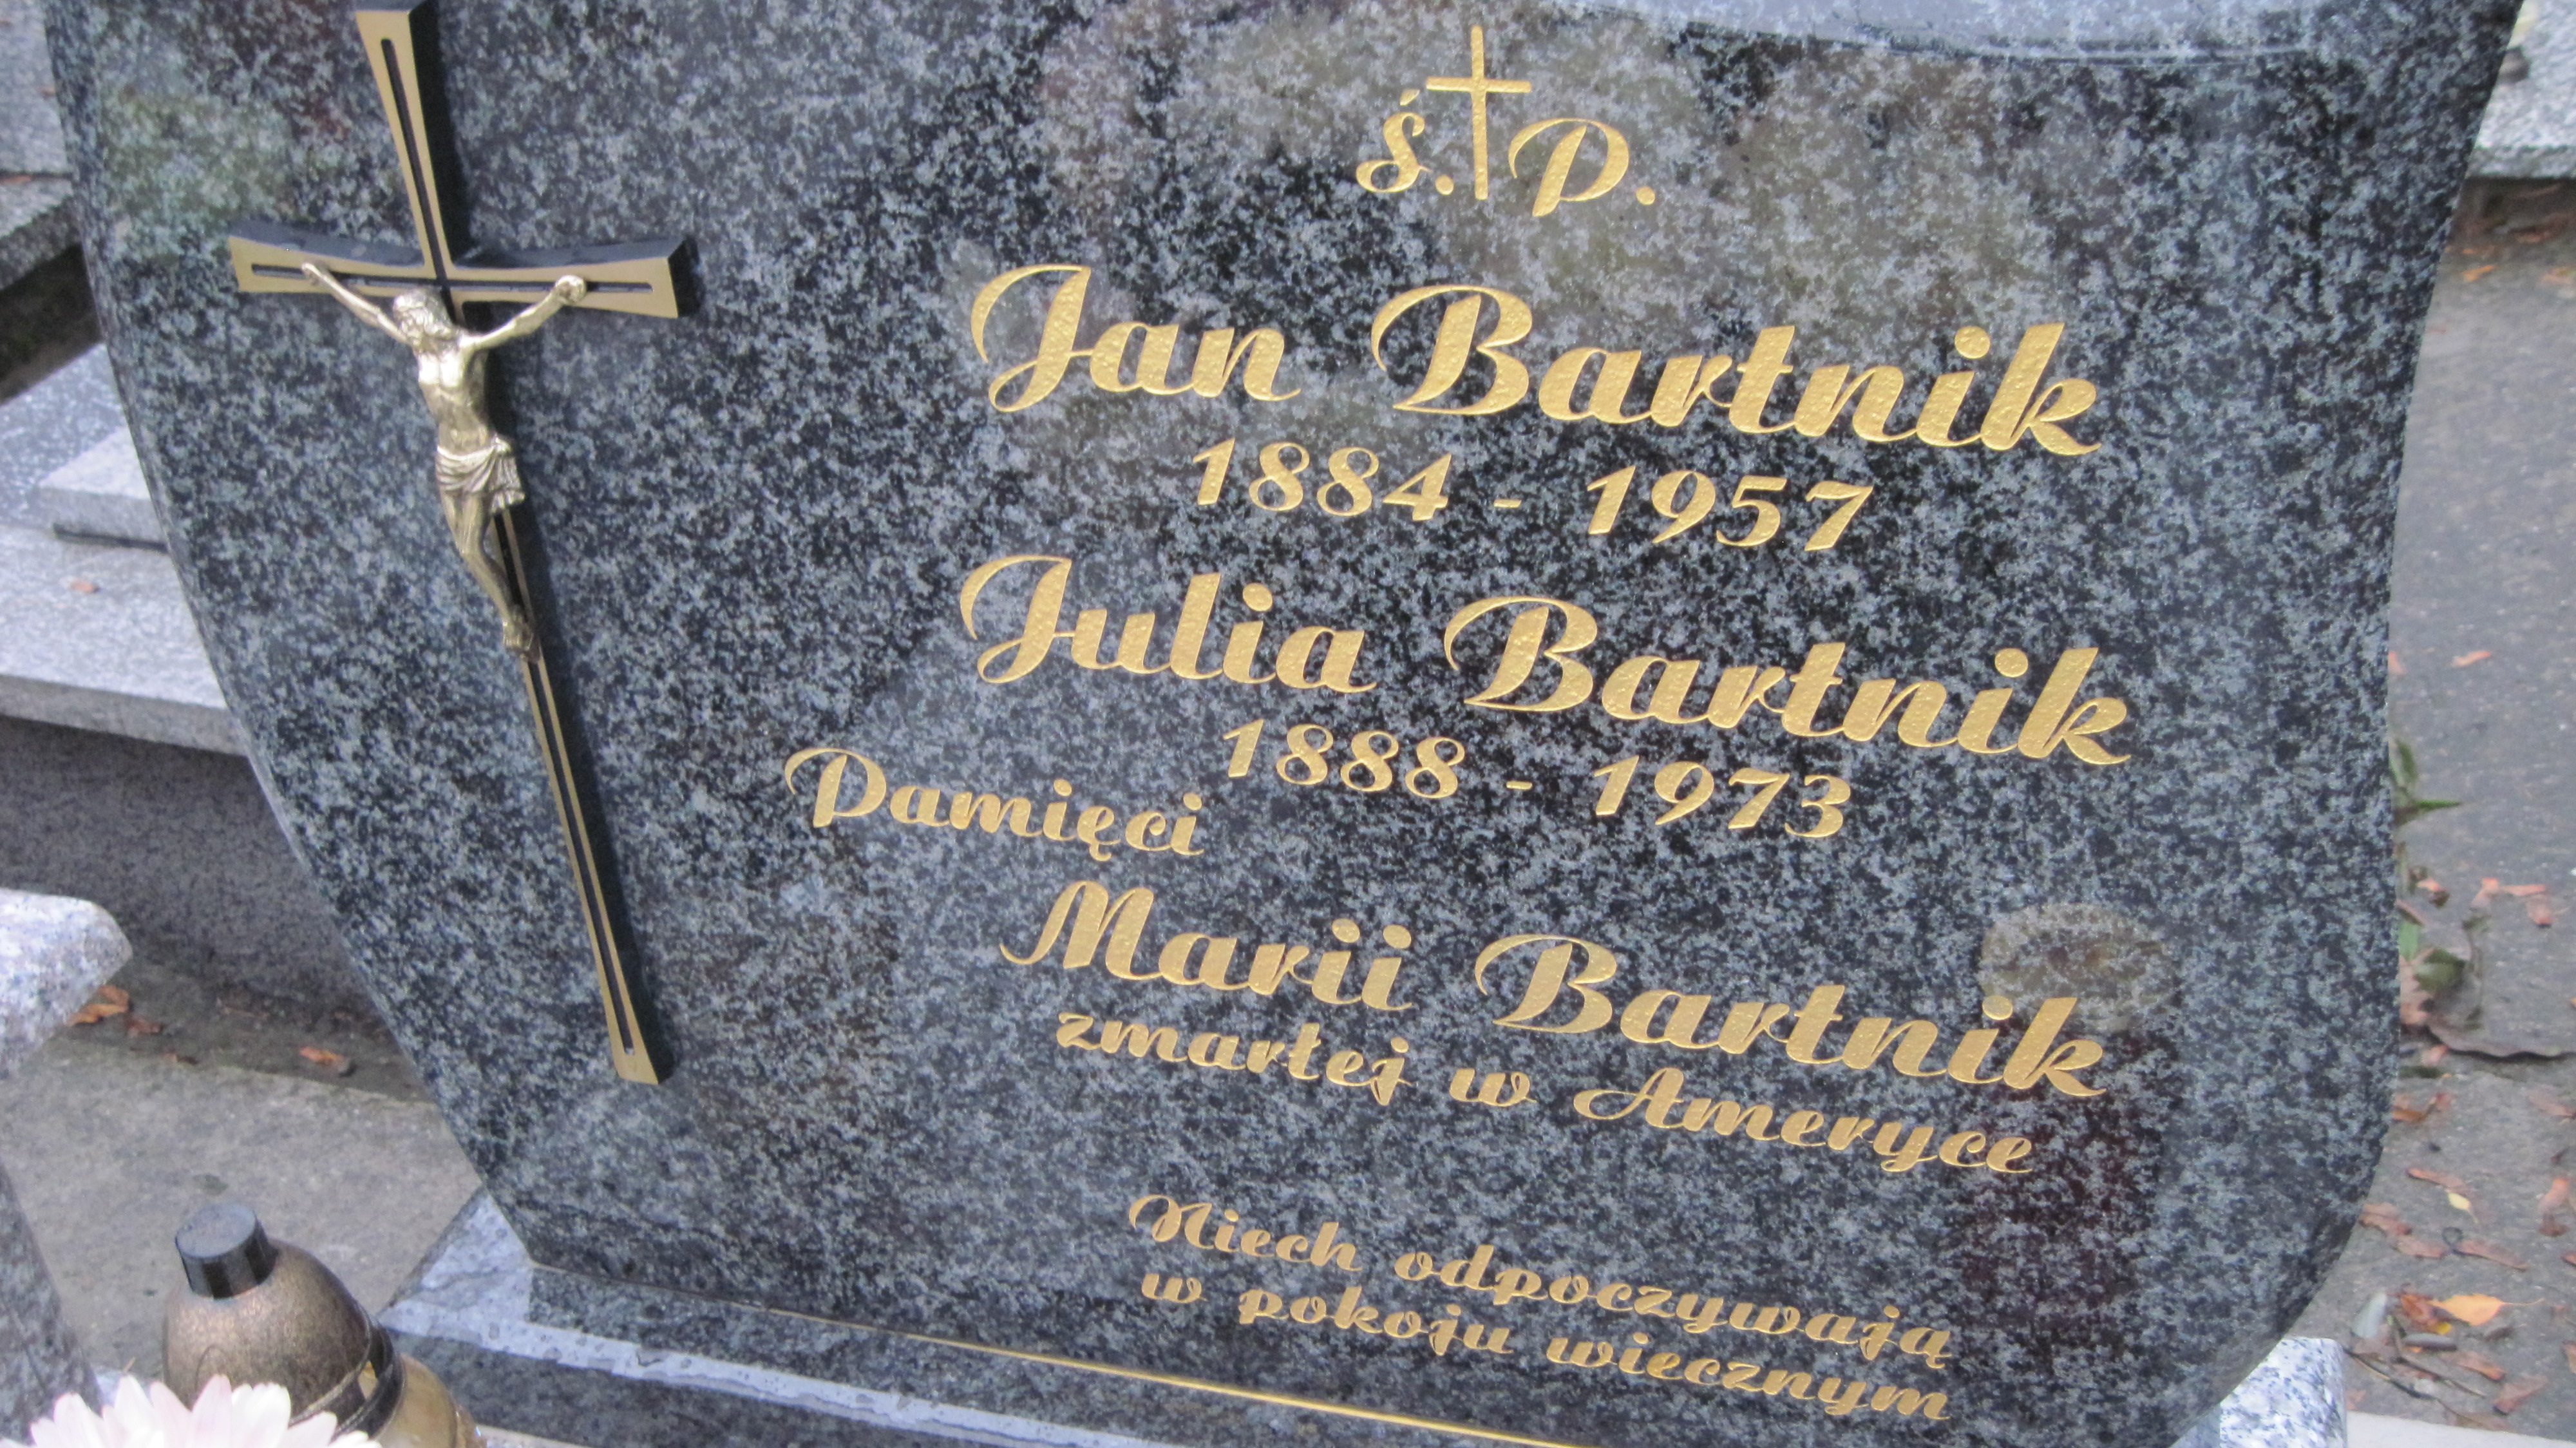 ś.†p.
Jan Bartnik
1884 - 1957
Julia Bartnik
1888 - 1973
Pamięci
Marii Bartnik
zmarłej w Ameryce
Niech odpoczywają
w pokoju wiecznym